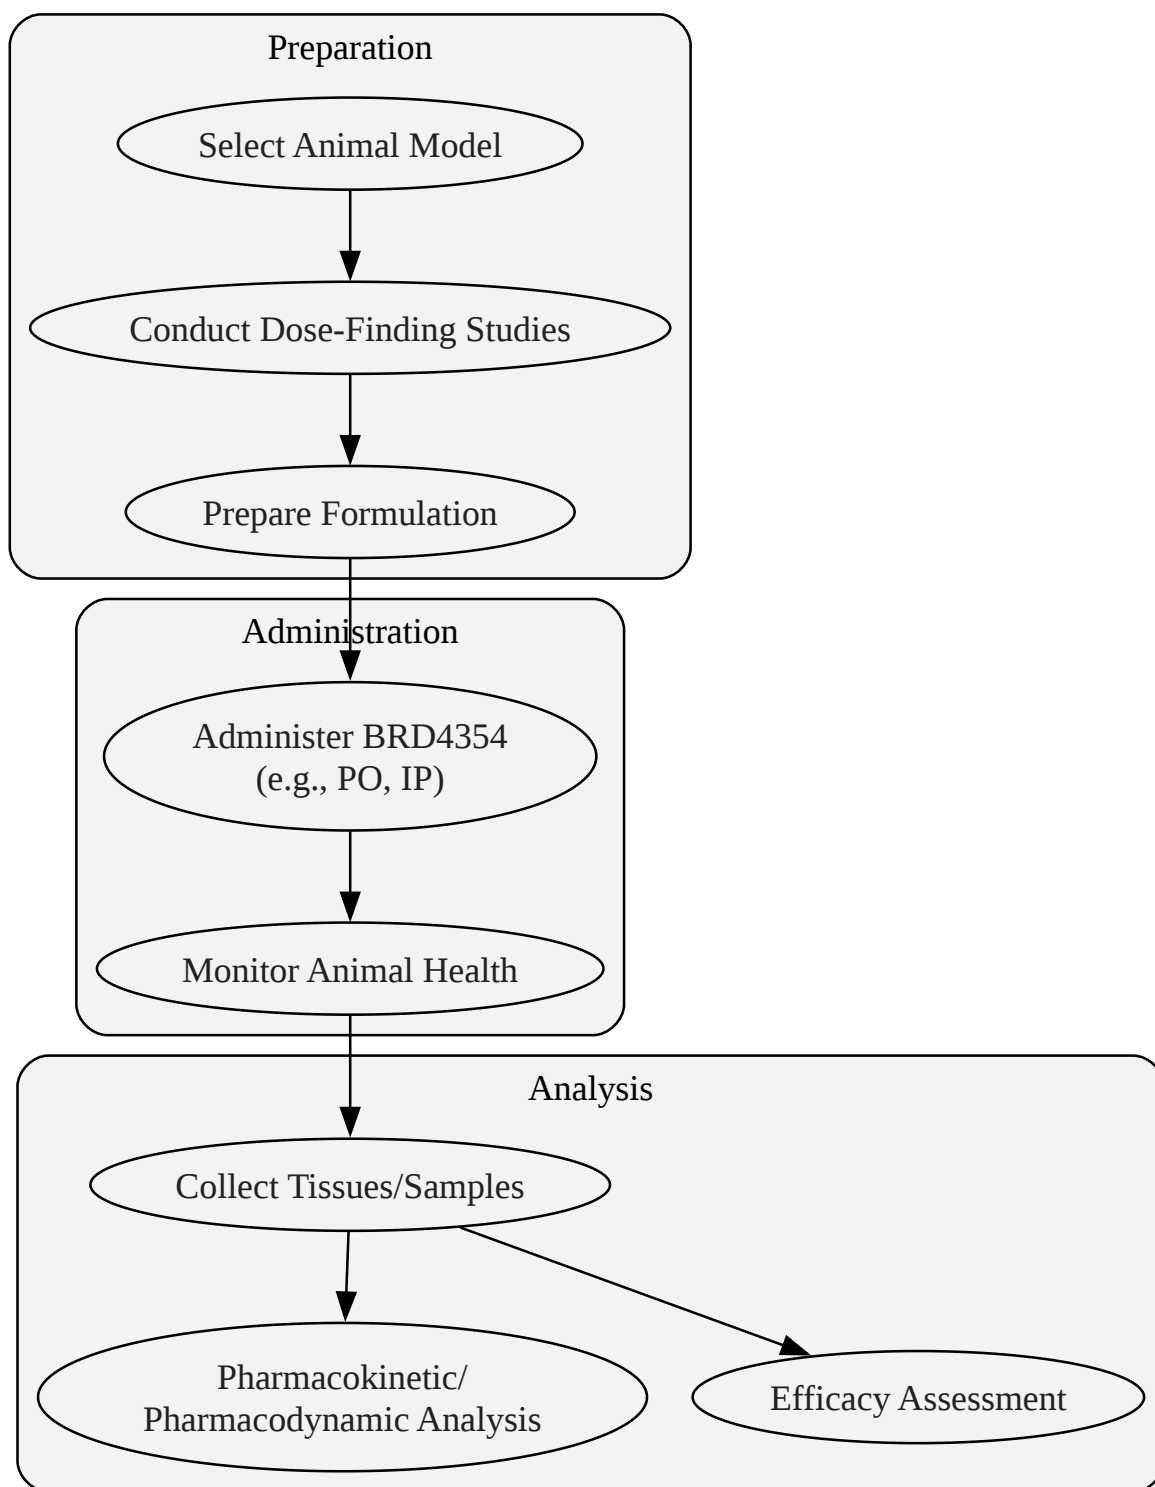 Preparation
Select Animal Model
Conduct Dose-Finding Studies
Prepare Formulation
Administration
Administer BRD4354
(e.g., PO, IP)
Monitor Animal Health
Analysis
Collect Tissues/Samples
Pharmacokinetic/
Pharmacodynamic Analysis
Efficacy Assessment